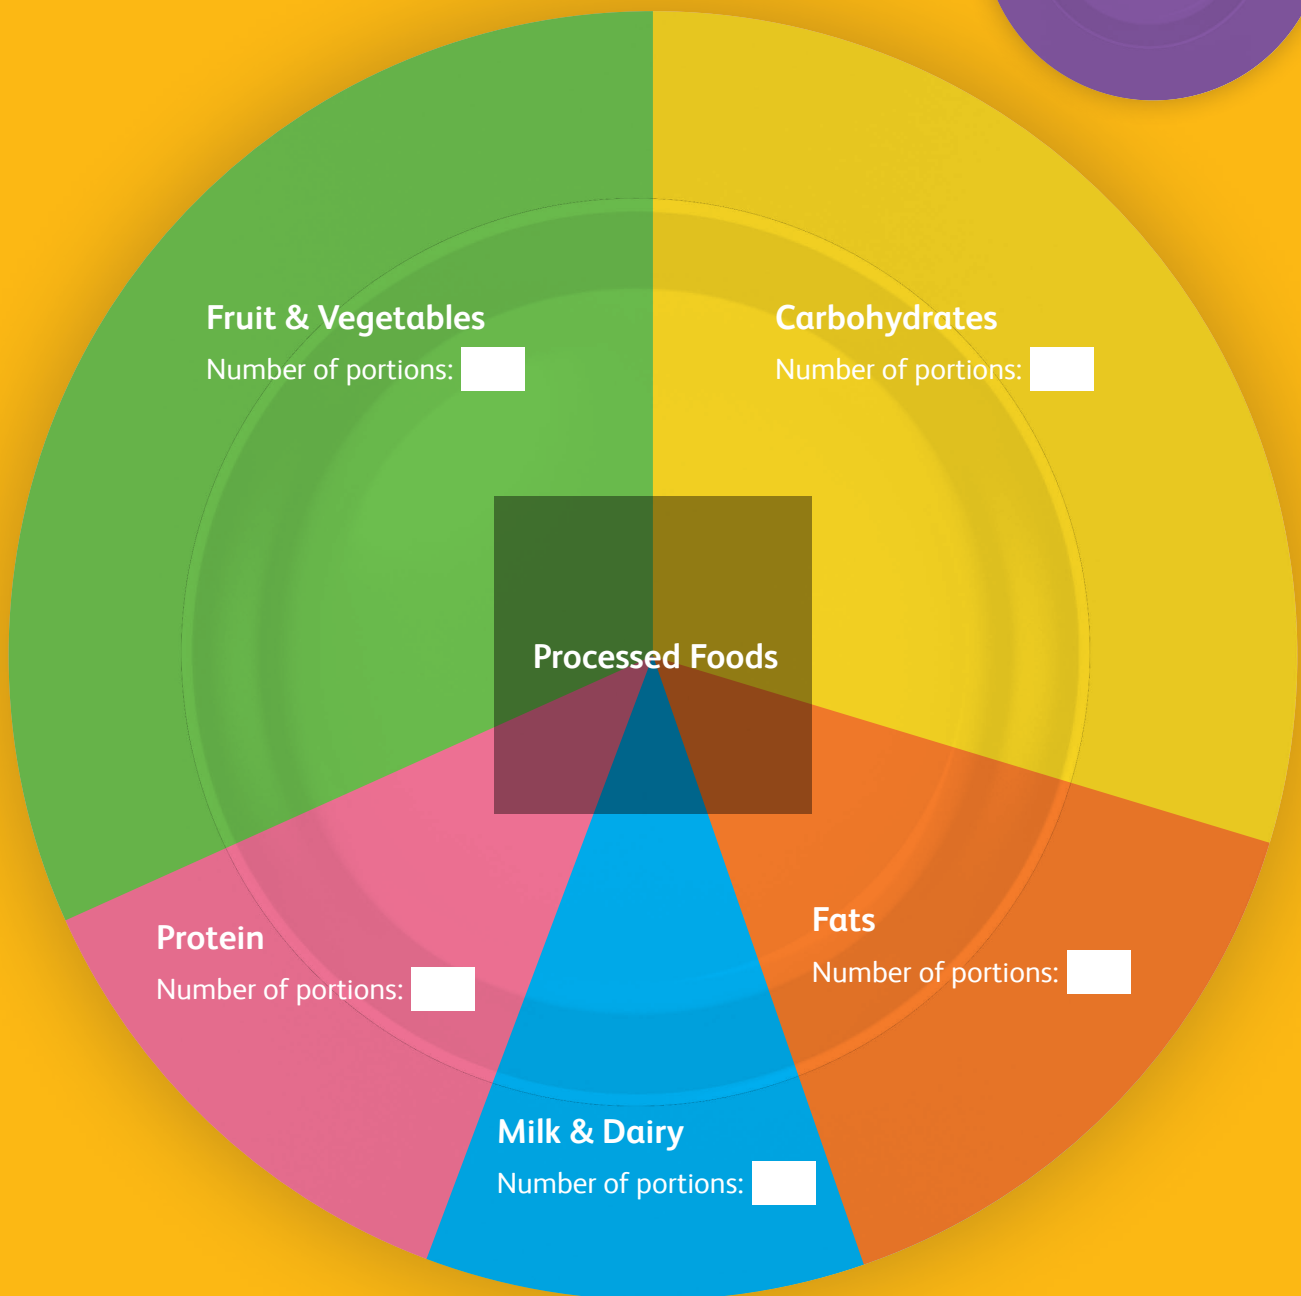 Fruit & Vegetables
Number of portions:
Carbohydrates
Number of portions:
Processed Foods
Protein
Number of portions:
Fats
Number of portions:
Milk & Dairy
Number of portions: